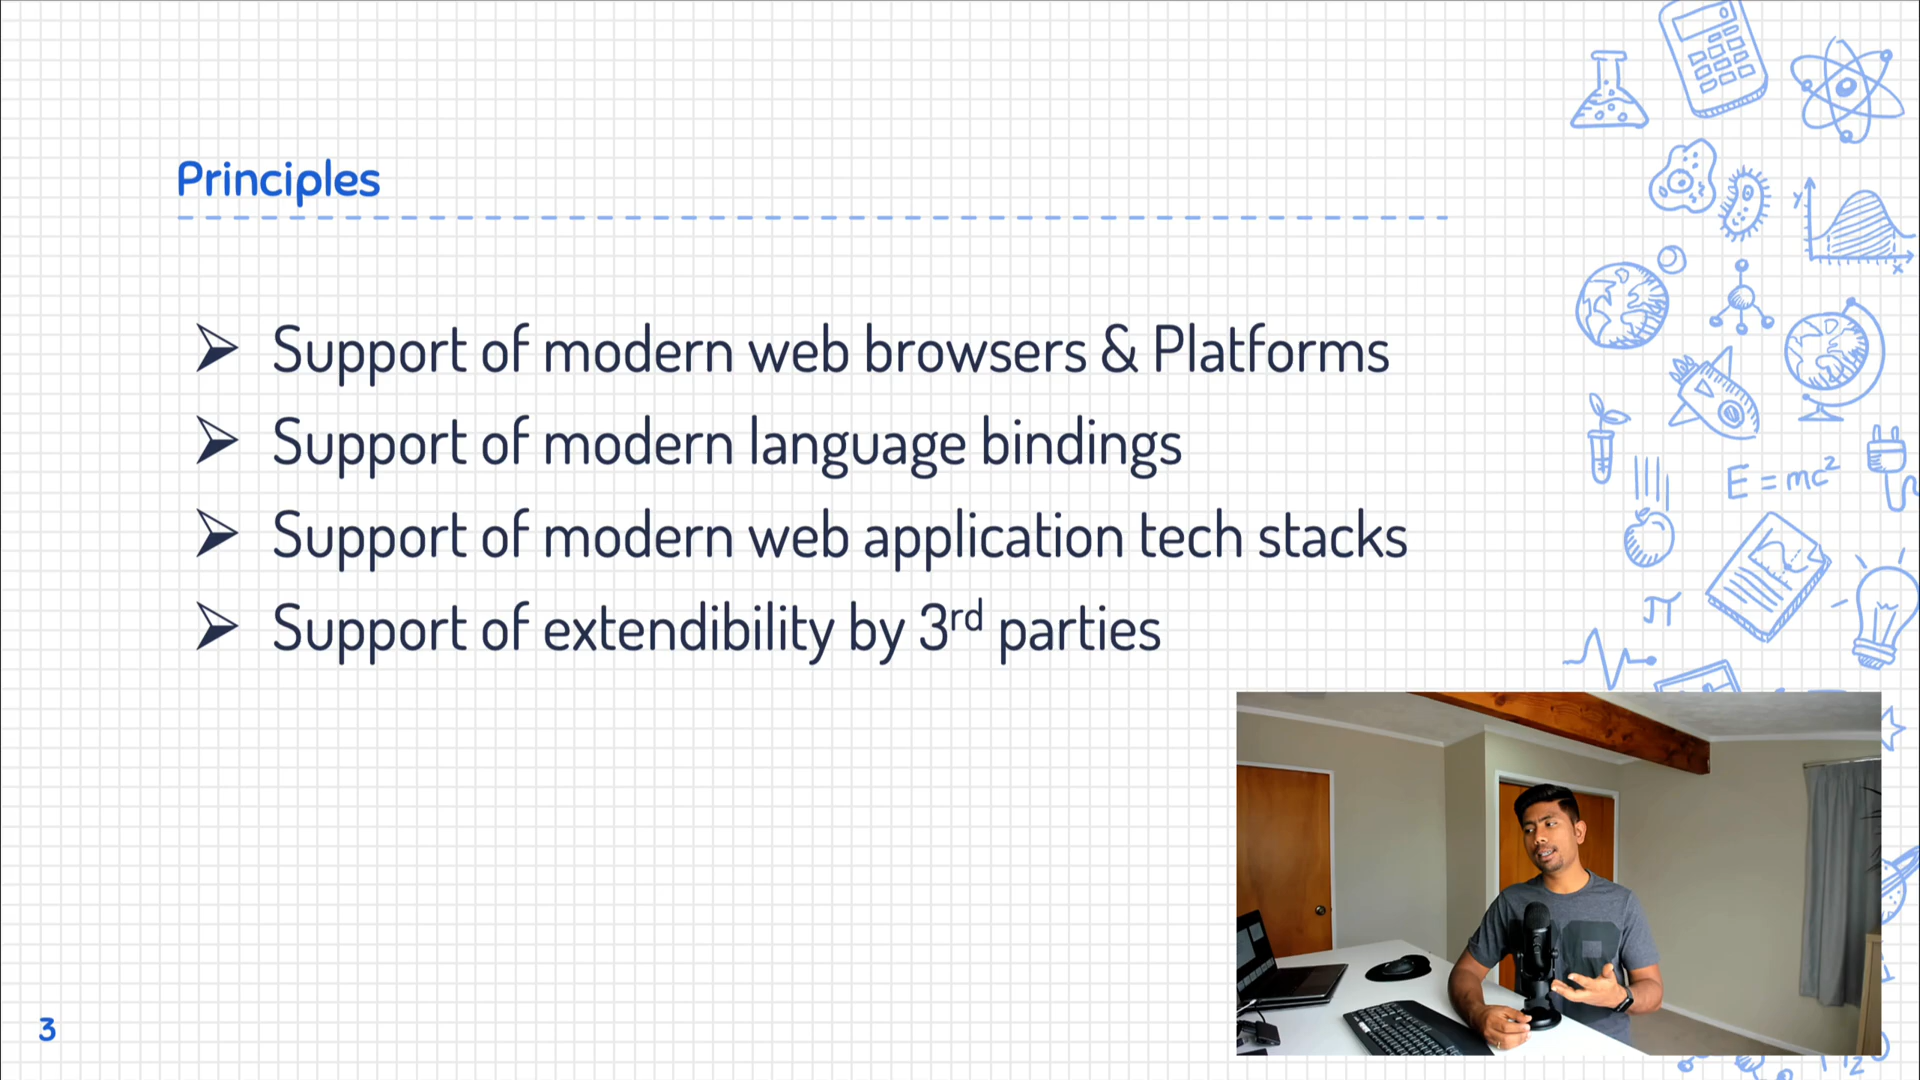 Principles
Support of modern web browsers & Platforms
Support of modern language bindings
Support of modern web application tech stacks
Support of extendibility by 3rd parties
y
x
E = mc²
π
3